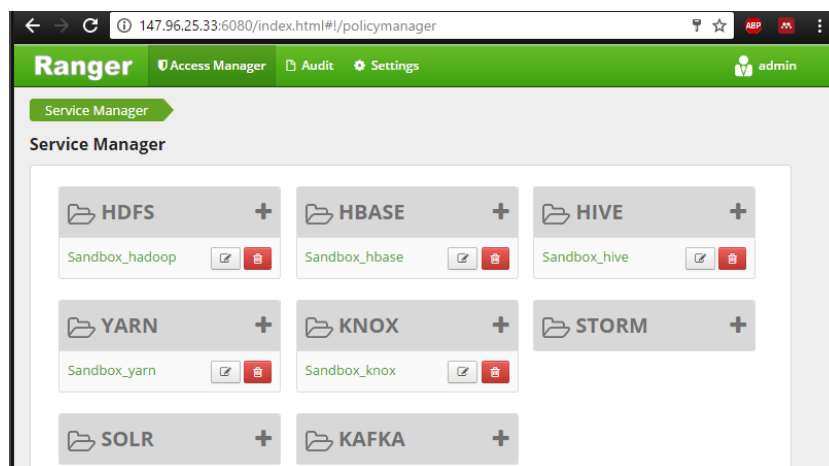 147.96.25.33:6080/index.html#!/policymanager
ABP
Ranger Access Manager Audit Settings admin
Service Manager
Service Manager
HDFS + HBASE + HIVE +
Sandbox_hadoop Sandbox_hbase Sandbox_hive
YARN + KNOX + STORM +
Sandbox_yarn Sandbox_knox
SOLR + KAFKA +